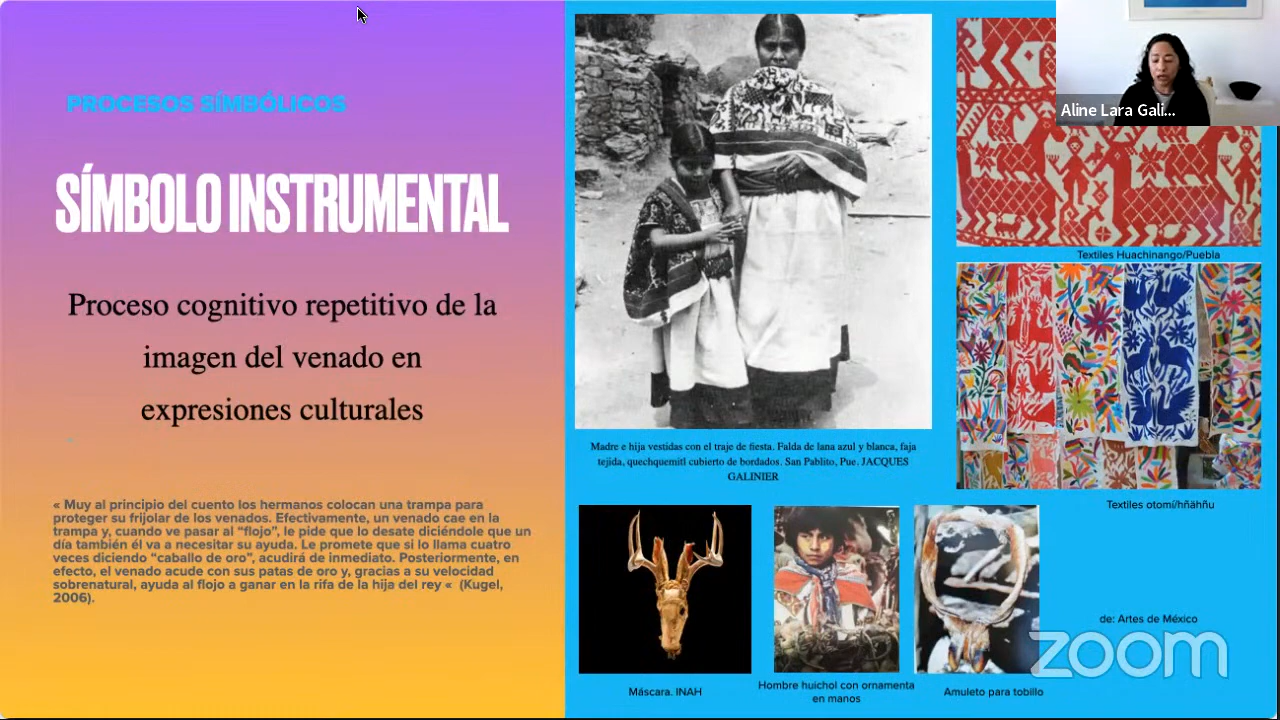 PROCESOS SÍMBÓLICOS
SÍMBOLO INSTRUMENTAL
Proceso cognitivo repetitivo de la
imagen del venado en
expresiones culturales
« Muy al principio del cuento los hermanos colocan una trampa para
proteger su frijolar de los venados. Efectivamente, un venado cae en la
trampa y, cuando ve pasar al “flojo”, le pide que lo desate diciéndole que un
día también él va a necesitar su ayuda. Le promete que si lo llama cuatro
veces diciendo “caballo de oro”, acudirá de inmediato. Posteriormente, en
efecto, el venado acude con sus patas de oro y, gracias a su velocidad
sobrenatural, ayuda al flojo a ganar en la rifa de la hija del rey «  (Kugel,
2006).
Madre e hija vestidas con el traje de fiesta. Falda de lana azul y blanca, faja
tejida, quechquemitl cubierto de bordados. San Pablito, Pue. JACQUES
GALINIER
Aline Lara Gali...
Textiles Huachinango/Puebla
Textiles otomí/hñähñu
Máscara. INAH
Hombre huichol con ornamenta
en manos
Amuleto para tobillo
de: Artes de México
zoom